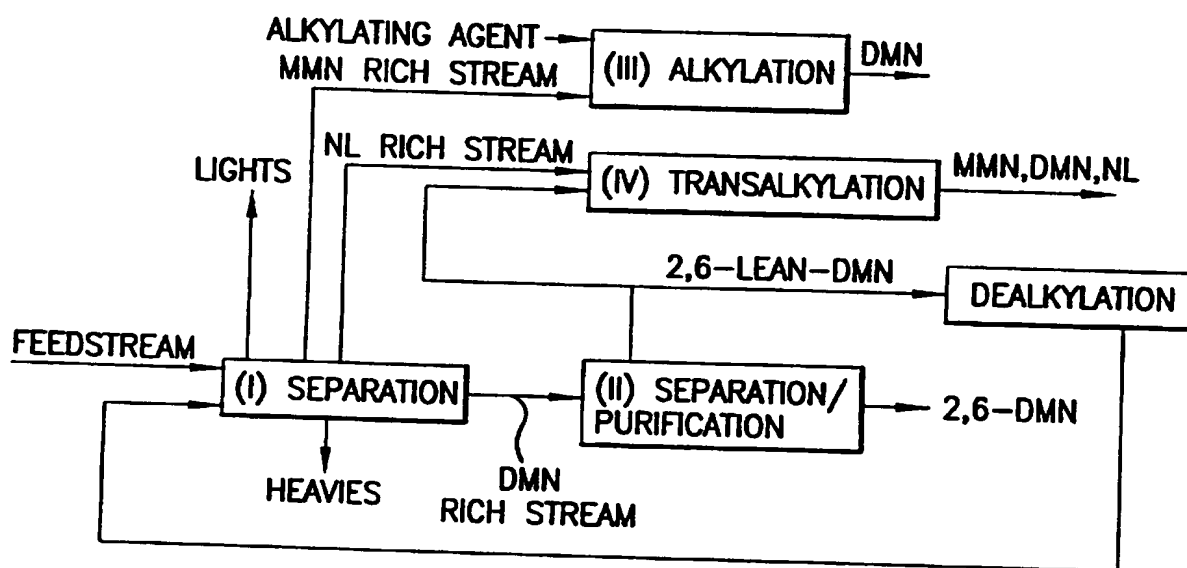 ALKYLATING AGENT
MMN RICH STREAM
(III) ALKYLATION
DMN
NL RICH STREAM
LIGHTS
(IV) TRANSALKYLATION
MMN,DMN,NL
2,6-LEAN-DMN
DEALKYLATION
FEEDSTREAM
(I) SEPARATION
(II) SEPARATION/
PURIFICATION
2,6-DMN
HEAVIES
DMN
RICH STREAM